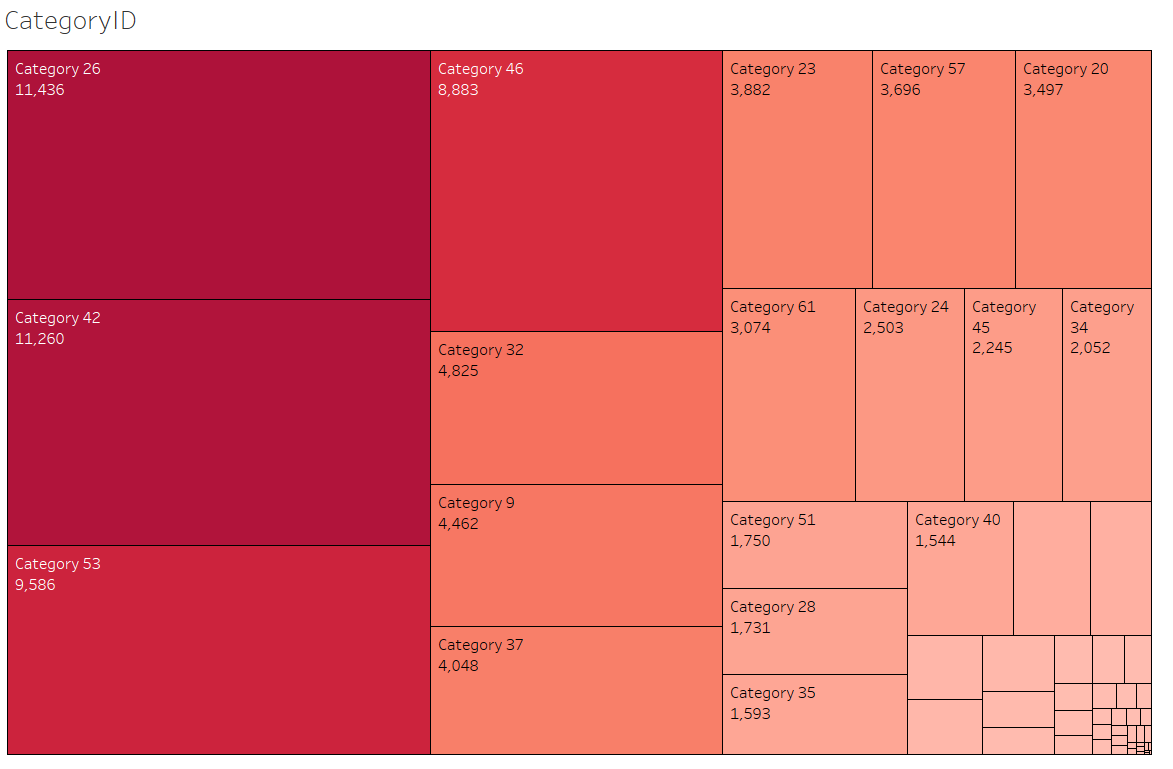 CategoryID
Category 26
11,436
Category 42
11,260
Category 53
9,586
Category 46
8,883
Category 32
4,825
Category 9
4,462
Category 37
4,048
Category 23
3,882
Category 57
3,696
Category 20
3,497
Category 61
3,074
Category 24
2,503
Category
45
2,245
Category
34
2,052
Category 51
1,750
Category 28
1,731
Category 35
1,593
Category 40
1,544